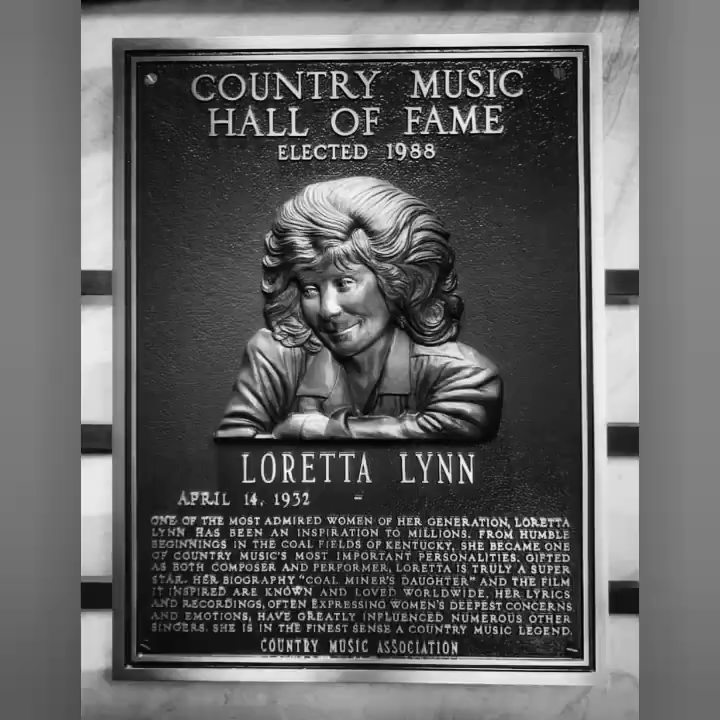 COUNTRY MUSIC
HALL OF FAME
ELECTED 1988
LORETTA LYNN
APRIL 14, 1932 –
ONE OF THE MOST ADMIRED WOMEN OF HER GENERATION, LORETTA
LYNN HAS BEEN AN INSPIRATION TO MILLIONS. FROM HUMBLE
BEGINNINGS IN THE COAL FIELDS OF KENTUCKY, SHE BECAME ONE
OF COUNTRY MUSIC'S MOST IMPORTANT PERSONALITIES. GIFTED
AS BOTH COMPOSER AND PERFORMER, LORETTA IS TRULY A SUPER
STAR. HER BIOGRAPHY "COAL MINER'S DAUGHTER" AND THE FILM
IT INSPIRED ARE KNOWN AND LOVED WORLDWIDE. HER LYRICS
AND RECORDINGS, OFTEN EXPRESSING WOMEN'S DEEPEST CONCERNS
AND EMOTIONS, HAVE GREATLY INFLUENCED NUMEROUS OTHER
SINGERS. SHE IS IN THE FINEST SENSE A COUNTRY MUSIC LEGEND.
COUNTRY MUSIC ASSOCIATION